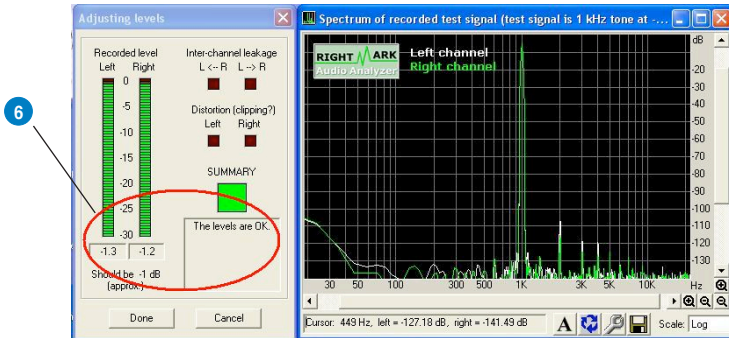 Adjusting levels
Recorded level
Left Right
0
-5
-10
-15
-20
-25
-30
-1.3 -1.2
Should be -1 dB
(approx.)
Inter-channel leakage
L <-- R L --> R
Distortion (clipping?)
Left Right
SUMMARY
The levels are OK.
Done Cancel
6
Spectrum of recorded test signal (test signal is 1 kHz tone at -...
RIGHT MARK
Audio Analyzer
Left channel
Right channel
dB
-20
-30
-40
-50
-60
-70
-80
-90
-100
-110
-120
-130
30 50 100 300 500 1K 3K 5K 10K Hz
Cursor: 449 Hz, left = -127.18 dB, right = -141.49 dB
A
Scale: Log